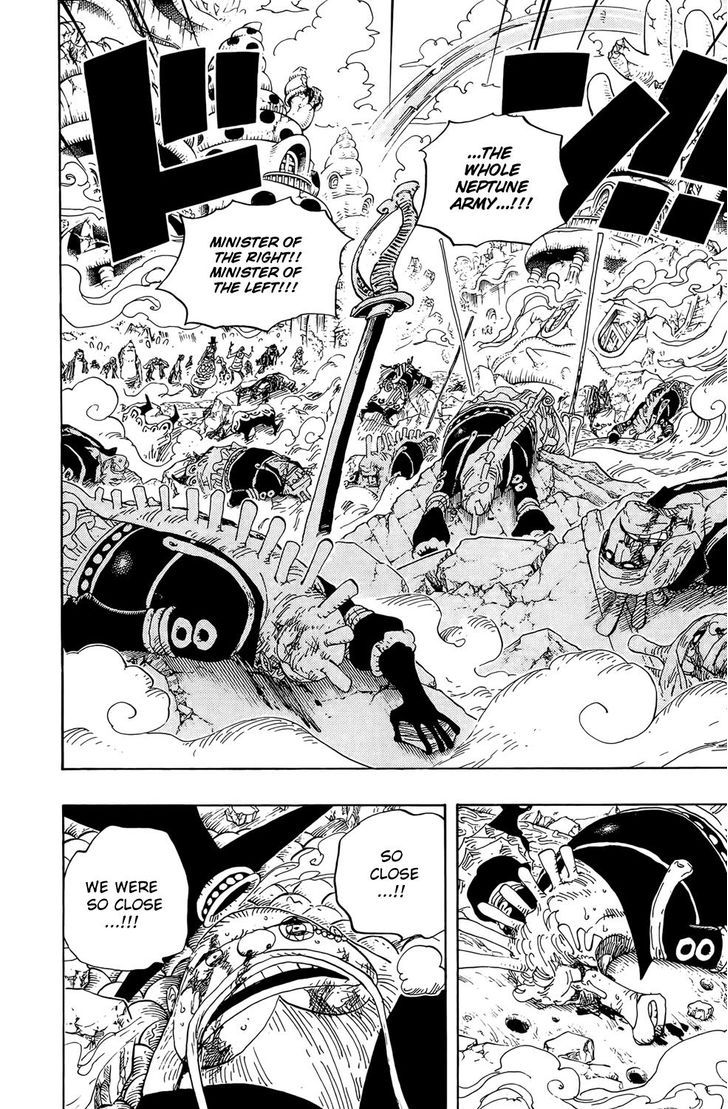 ド
!!!
...THE
WHOLE
NEPTUNE
ARMY...!!!
MINISTER OF
THE RIGHT!!
MINISTER OF
THE LEFT!!!
SO
CLOSE
...!!
WE WERE
SO CLOSE
...!!!